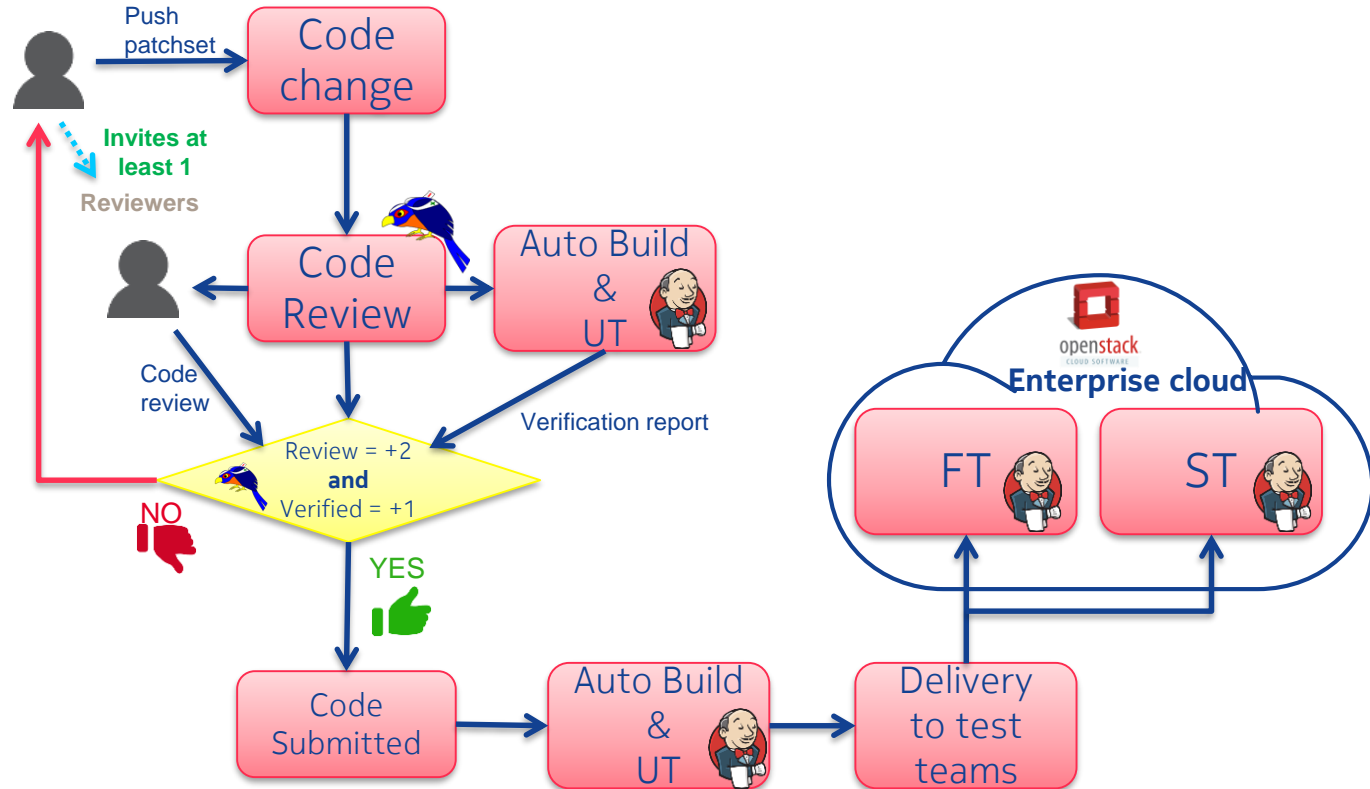 Push
patchset
Code
change
Invites at
least 1
Reviewers
Code
Review
Auto Build
&
UT
Code
review
Verification report
Review = +2
and
Verified = +1
NO
YES
openstack
CLOUD SOFTWARE
Enterprise cloud
FT
ST
Code
Submitted
Auto Build
&
UT
Delivery
to test
teams